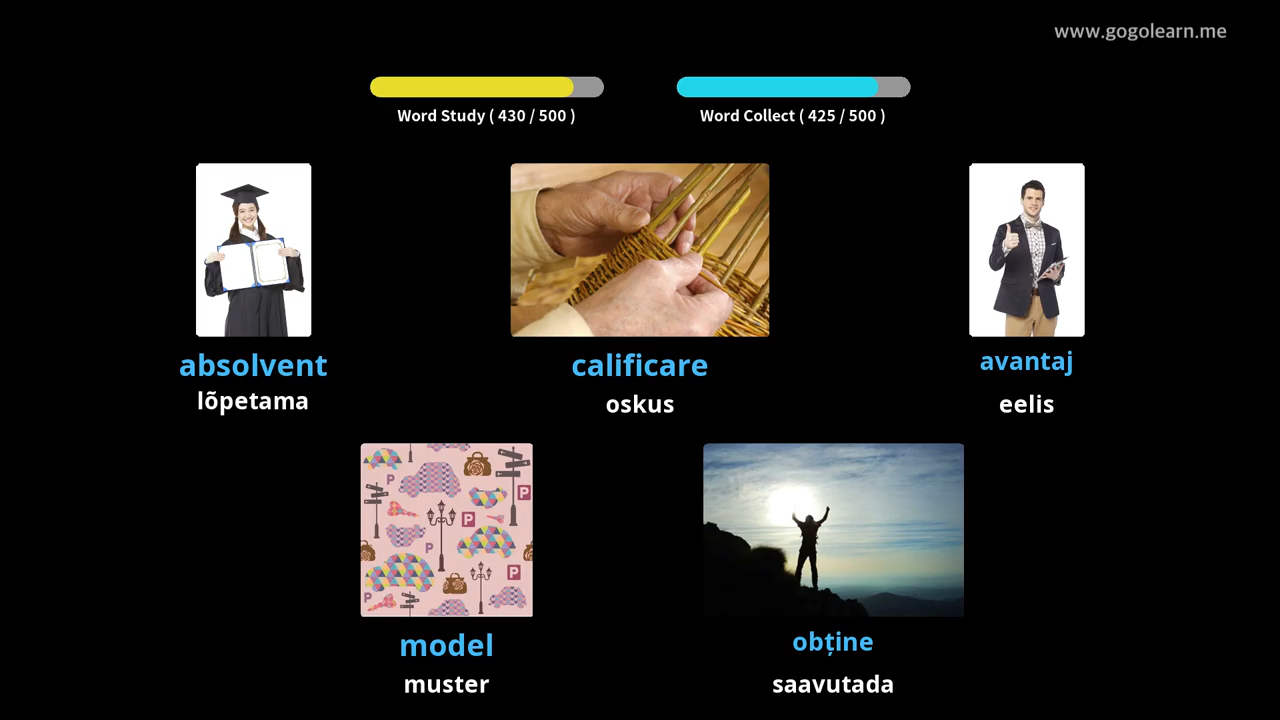 www.gogolearn.me
Word Study ( 430 / 500 )
Word Collect ( 425 / 500 )
absolvent
lõpetama
calificare
oskus
avantaj
eelis
P
P
P
P
P
P
model
muster
obține
saavutada